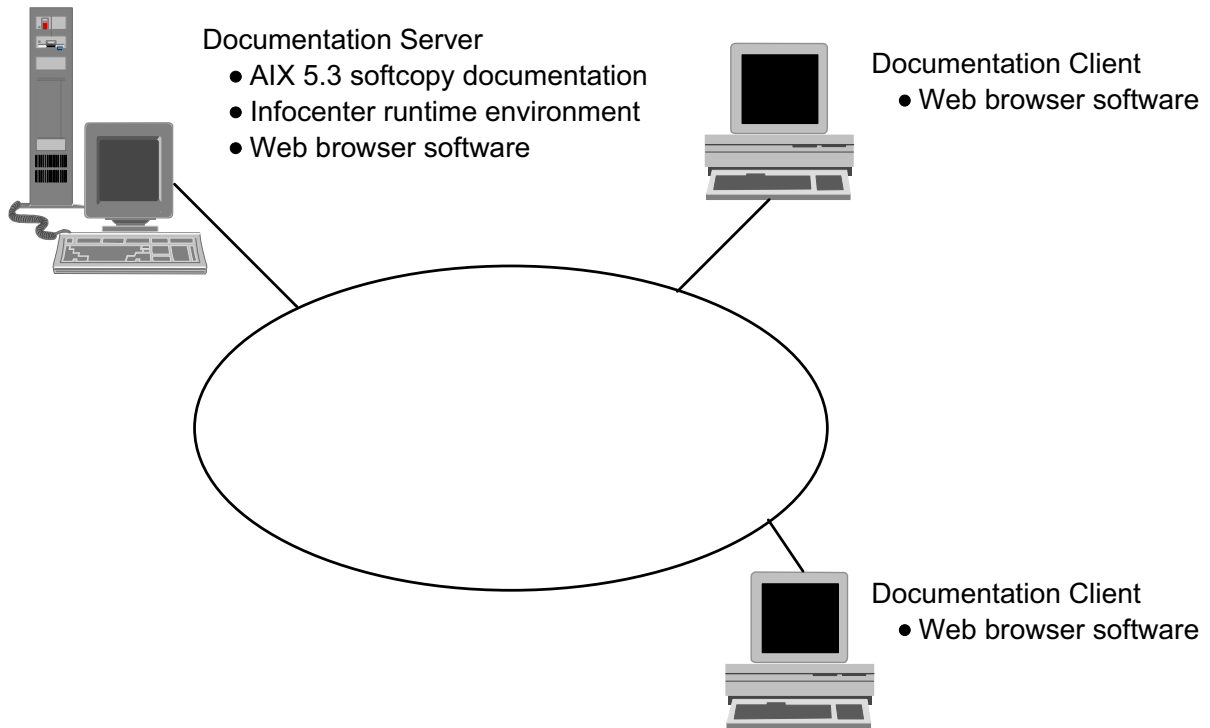 Documentation Server
● AIX 5.3 softcopy documentation
● Infocenter runtime environment
● Web browser software
Documentation Client
● Web browser software
Documentation Client
● Web browser software